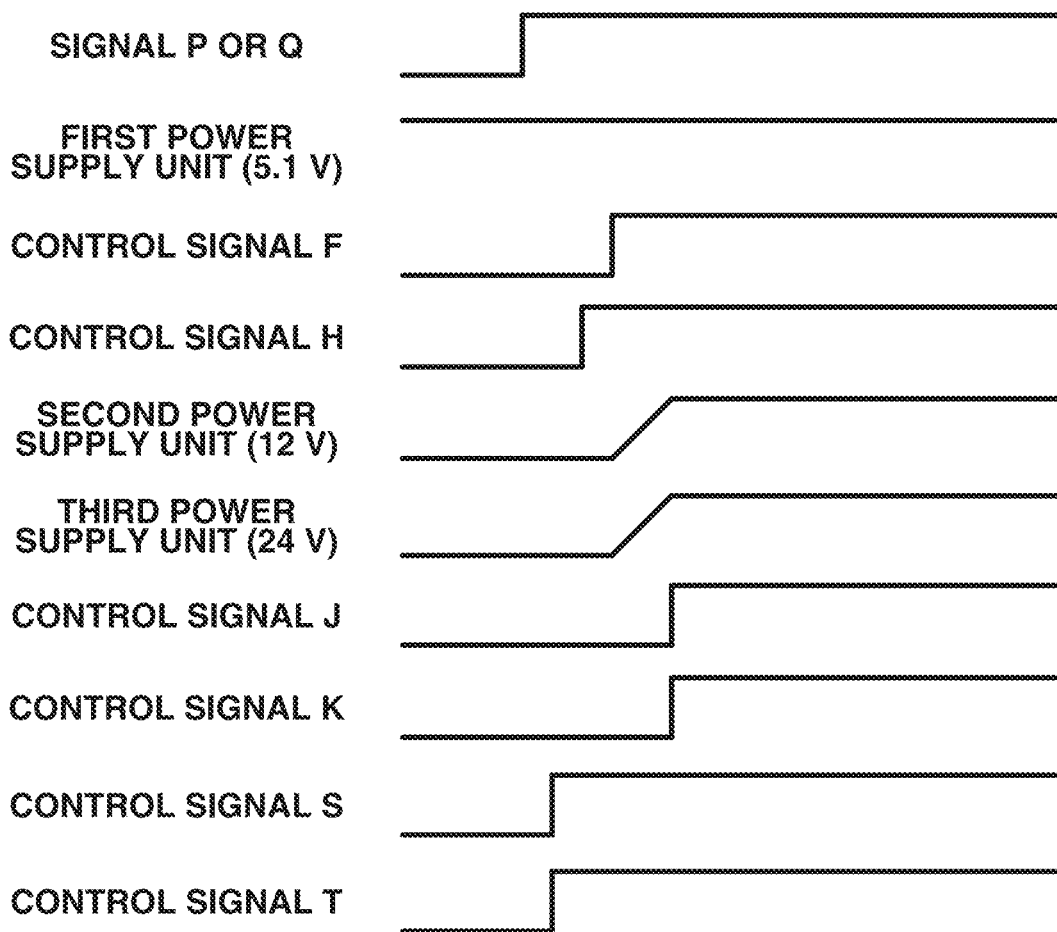 SIGNAL P OR Q
FIRST POWER
SUPPLY UNIT (5.1 V)
CONTROL SIGNAL F
CONTROL SIGNAL H
SECOND POWER
SUPPLY UNIT (12 V)
THIRD POWER
SUPPLY UNIT (24 V)
CONTROL SIGNAL J
CONTROL SIGNAL K
CONTROL SIGNAL S
CONTROL SIGNAL T